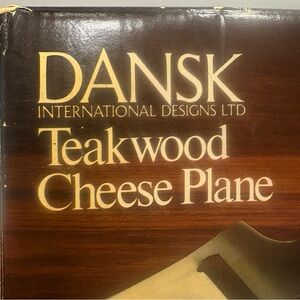 DANSK
INTERNATIONAL DESIGNS LTD
Teakwood
Cheese Plane